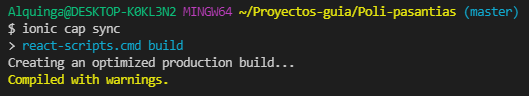 Alquinga@DESKTOP-K0KL3N2 MINGW64 ~/Proyectos-guia/Poli-pasantias (master)
$ ionic cap sync
> react-scripts.cmd build
Creating an optimized production build...
Compiled with warnings.